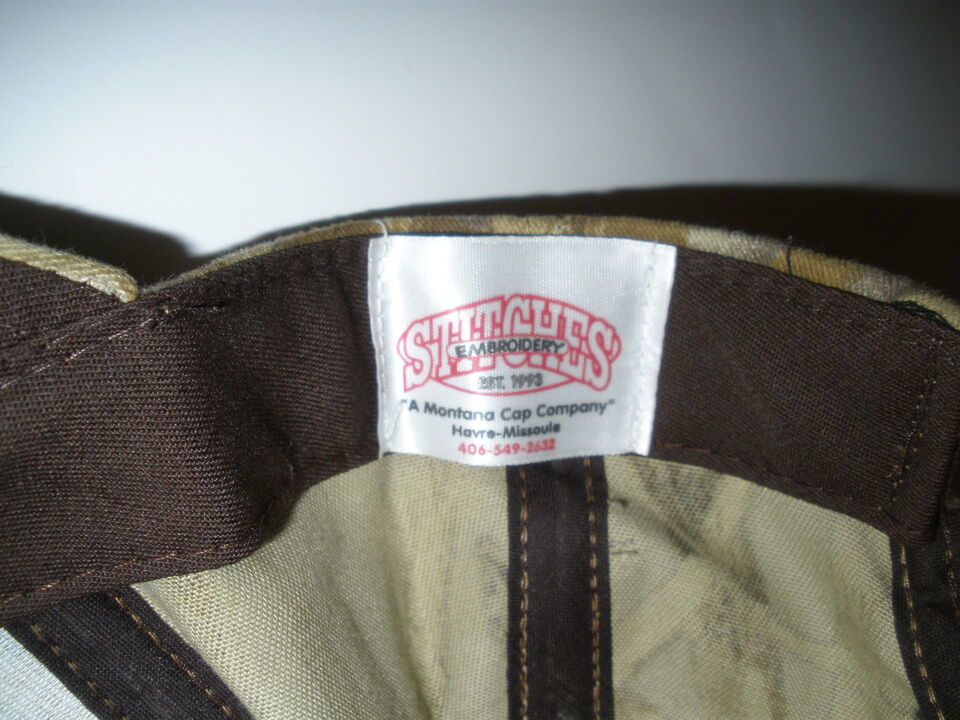 STITCHES
EMBROIDERY
EST. 1993
"A Montana Cap Company"
Havre-Missoula
406-549-2632